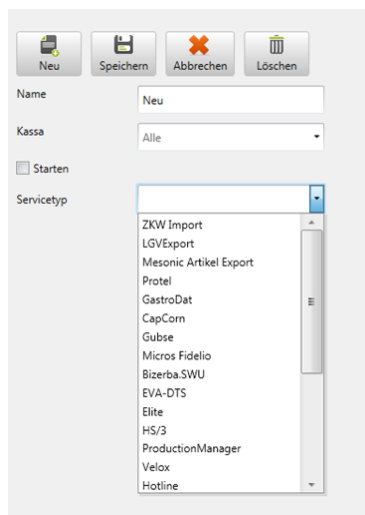 Neu Speichern Abbrechen Löschen
Name Neu
Kassa Alle
Starten
Servicetyp
ZKW Import
LGVExport
Mesonic Artikel Export
Protel
GastroDat
CapCorn
Gubse
Micros Fidelio
Bizerba.SWU
EVA-DTS
Elite
HS/3
ProductionManager
Velox
Hotline